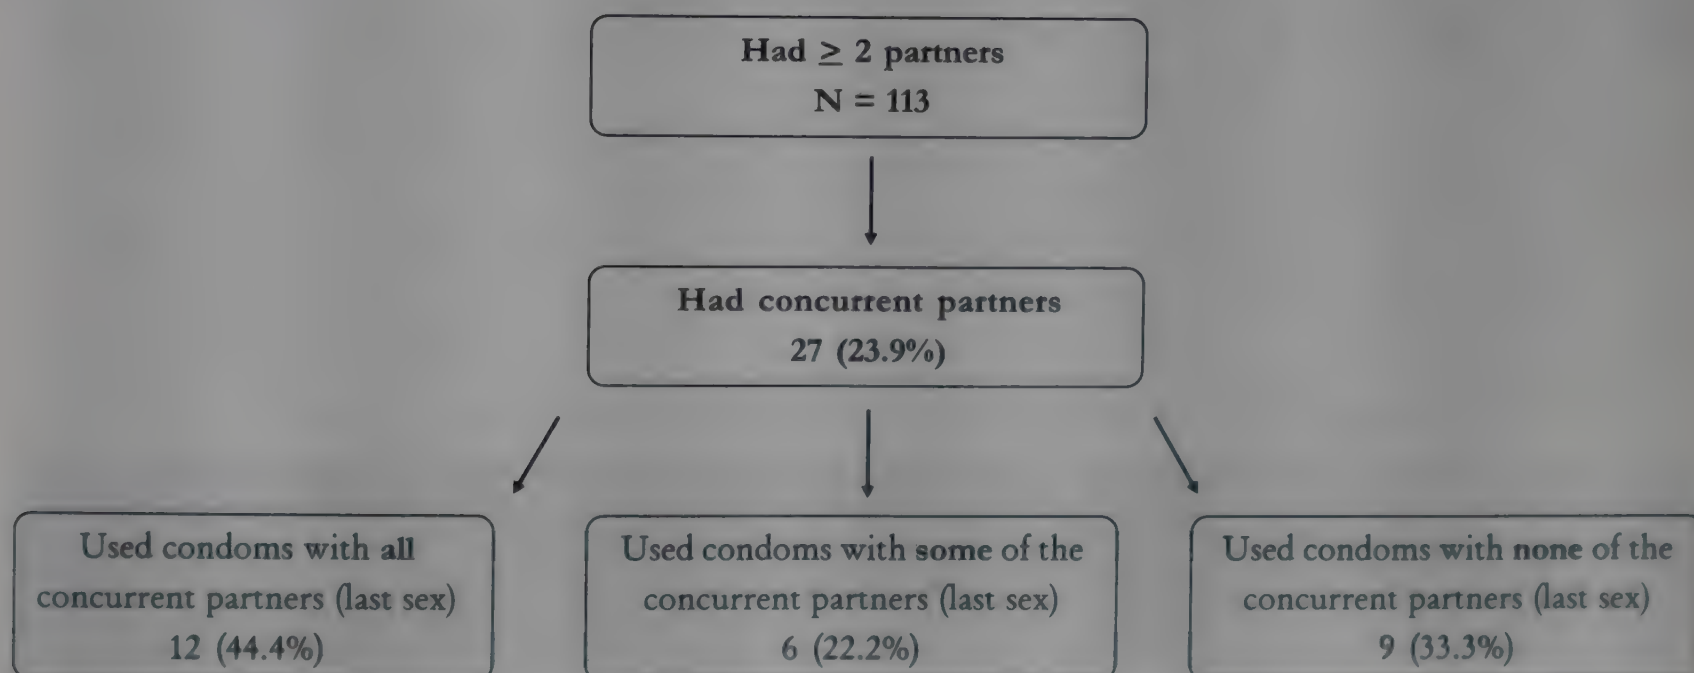 Had ≥ 2 partners
N = 113
Had concurrent partners
27 (23.9%)
Used condoms with all
concurrent partners (last sex)
12 (44.4%)
Used condoms with some of the
concurrent partners (last sex)
6 (22.2%)
Used condoms with none of the
concurrent partners (last sex)
9 (33.3%)